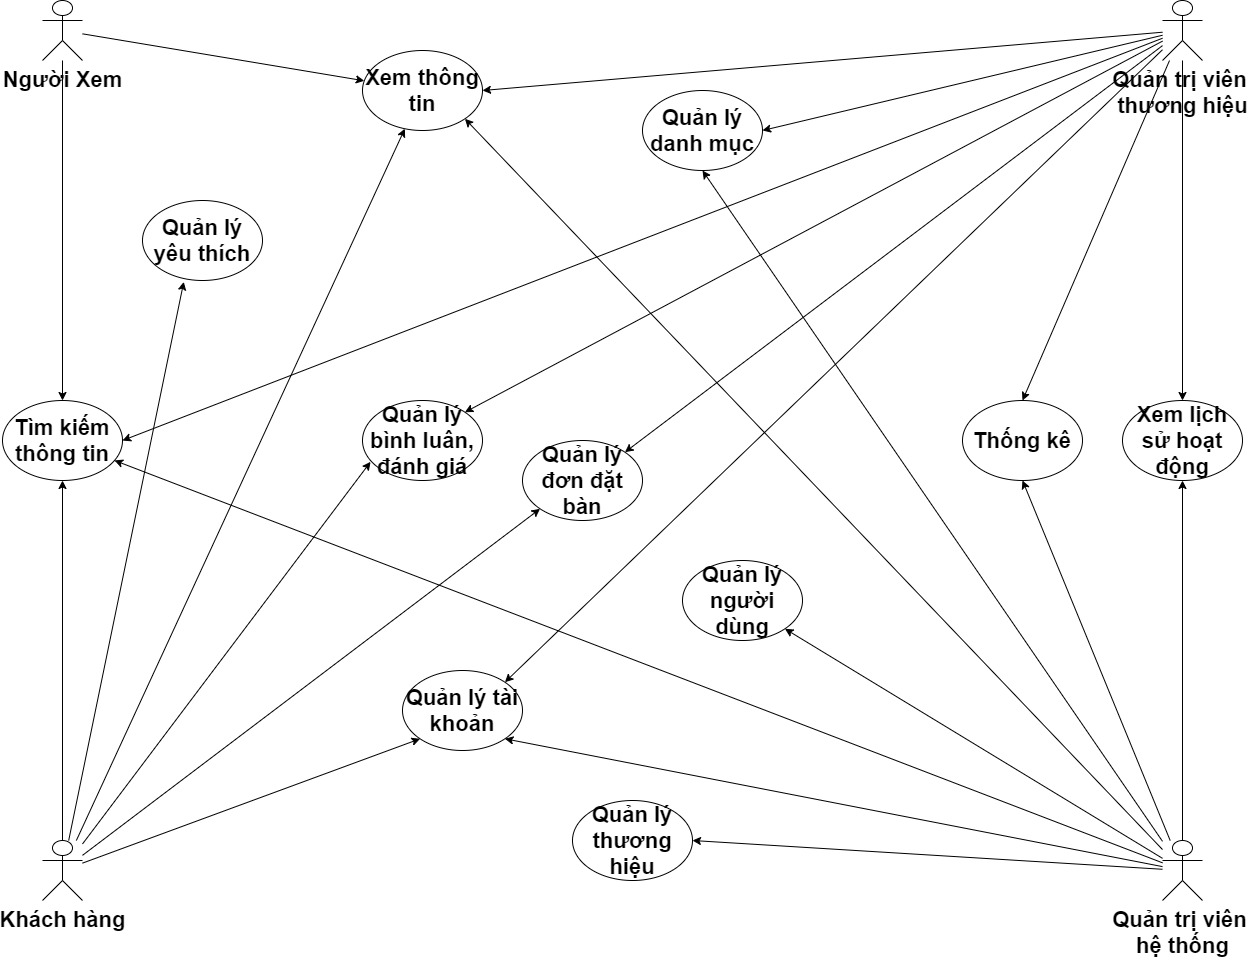 Người Xem
Xem thông
tin
Quản trị viên
thương hiệu
Quản lý
danh mục
Quản lý
yêu thích
Tìm kiếm
thông tin
Quản lý
bình luân,
đánh giá
Quản lý
đơn đặt
bàn
Thống kê
Xem lịch
sử hoạt
động
Quản lý
người
dùng
Quản lý tài
khoản
Quản lý
thương
hiệu
Khách hàng
Quản trị viên
hệ thống